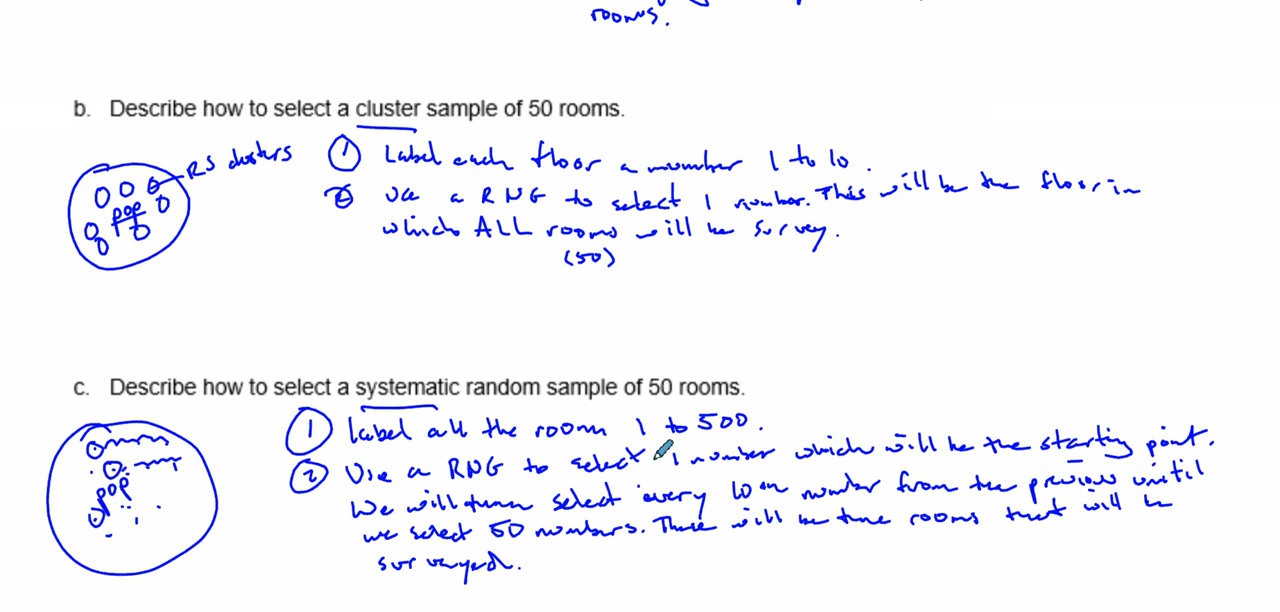 rooms.
b. Describe how to select a cluster sample of 50 rooms.
RS clusters
pop
① Label each floor a number 1 to 10.
② Use a RNG to select 1 number. This will be the floor in
which ALL rooms will be survey.
(50)
c. Describe how to select a systematic random sample of 50 rooms.
pop
① Label all the room 1 to 500.
② Use a RNG to select 1 number which will be the starting point.
We will then select every 10th number from the previous until
we select 50 numbers. These will be the rooms that will be
surveyed.